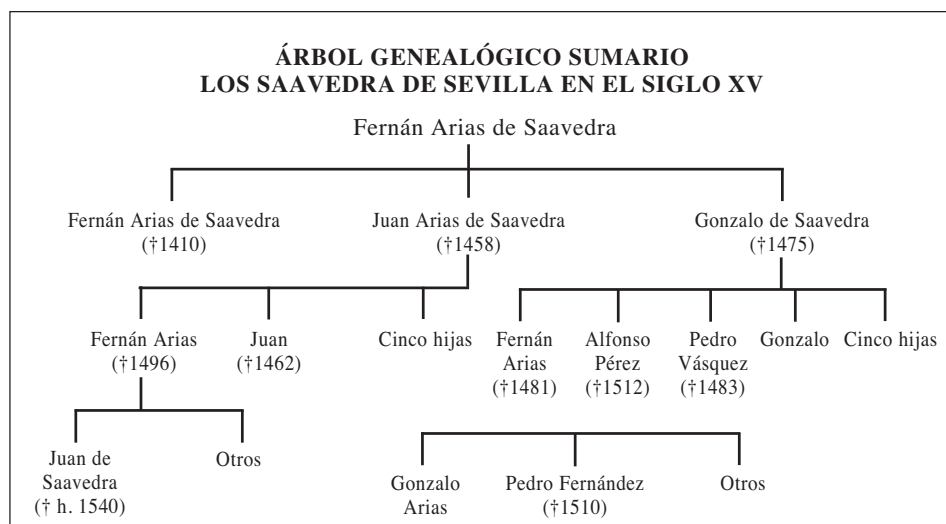 ÁRBOL GENEALÓGICO SUMARIO
LOS SAAVEDRA DE SEVILLA EN EL SIGLO XV
Fernán Arias de Saavedra
Fernán Arias de Saavedra
(†1410)
Juan Arias de Saavedra
(†1458)
Gonzalo de Saavedra
(†1475)
Fernán Arias
(†1496)
Juan
(†1462)
Cinco hijas
Fernán
Arias
(†1481)
Alfonso
Pérez
(†1512)
Pedro
Vásquez
(†1483)
Gonzalo
Cinco hijas
Juan de
Saavedra
(† h. 1540)
Otros
Gonzalo
Arias
Pedro Fernández
(†1510)
Otros